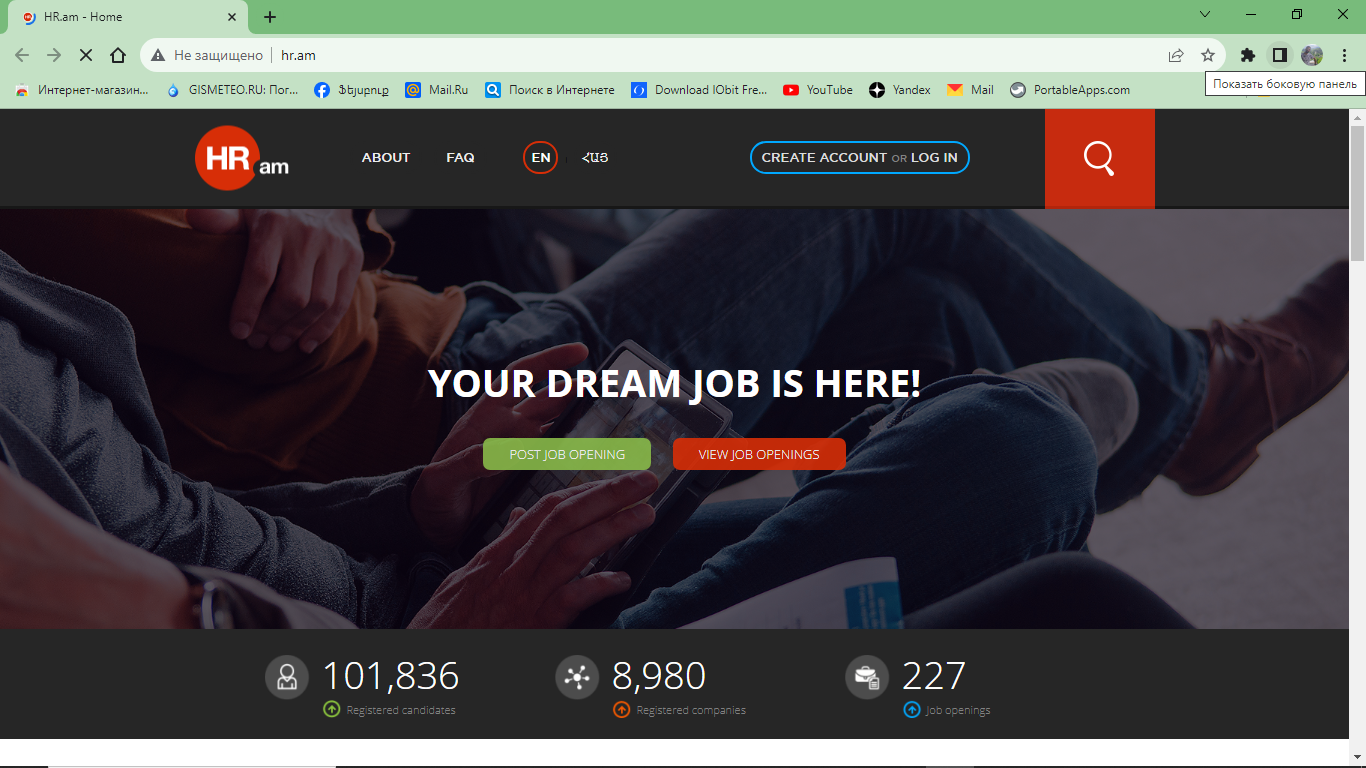 HR.am - Home
Не защищено
hr.am
Интернет-магазин...
GISMETEO.RU: Пог...
Ֆեյսբուք
Mail.Ru
Поиск в Интернете
Download IObit Fre...
YouTube
Yandex
Mail
PortableApps.com
Показать боковую панель
HR am
ABOUT
FAQ
EN
ՀԱՅ
CREATE ACCOUNT OR LOG IN
YOUR DREAM JOB IS HERE!
POST JOB OPENING
VIEW JOB OPENINGS
101,836
Registered candidates
8,980
Registered companies
227
Job openings